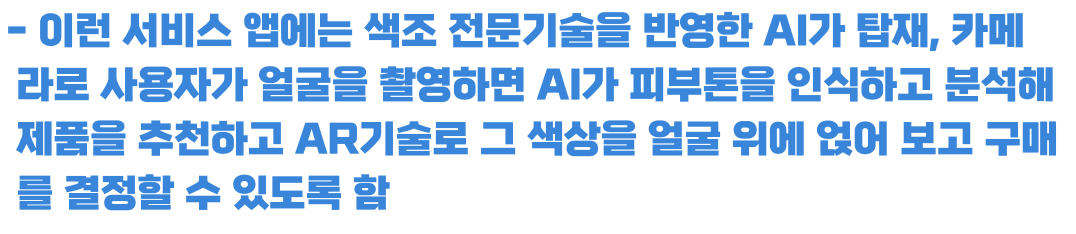 - 이런 서비스 앱에는 색조 전문기술을 반영한 AI가 탑재, 카메
라로 사용자가 얼굴을 촬영하면 AI가 피부톤을 인식하고 분석해
제품을 추천하고 AR기술로 그 색상을 얼굴 위에 얹어 보고 구매
를 결정할 수 있도록 함